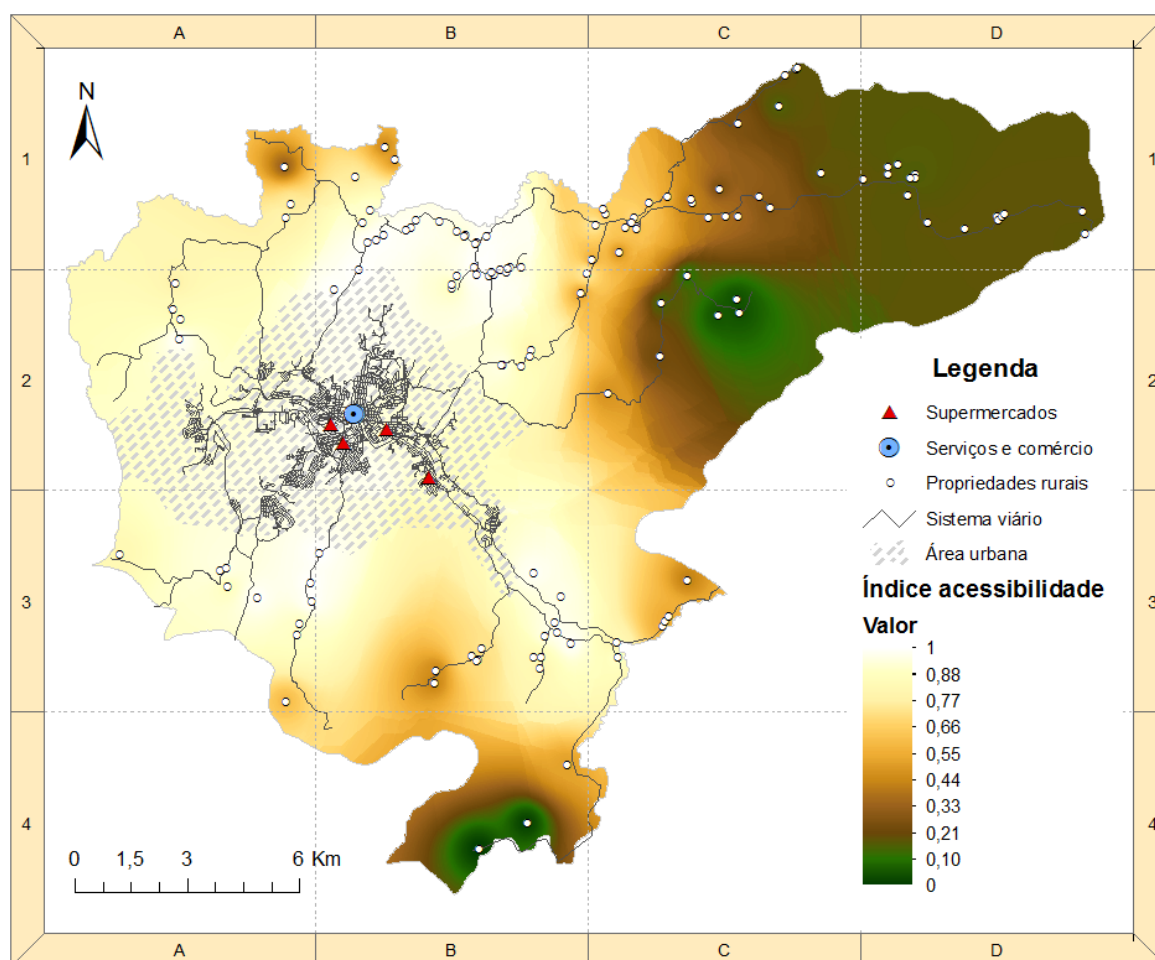 A B C D
N
1 1
2 2
3 3
4 4
Legenda
Supermercados
Serviços e comércio
Propriedades rurais
Sistema viário
Área urbana
Índice acessibilidade
Valor
1
0,88
0,77
0,66
0,55
0,44
0,33
0,21
0,10
0
0 1,5 3 6 Km
A B C D